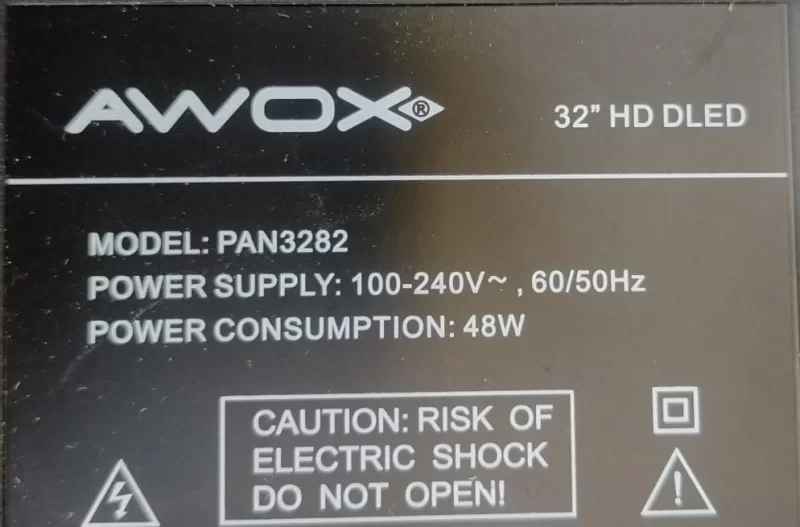 AWOX®
32" HD DLED
MODEL: PAN3282
POWER SUPPLY: 100-240V~ , 60/50Hz
POWER CONSUMPTION: 48W
CAUTION: RISK OF
ELECTRIC SHOCK
DO NOT OPEN!